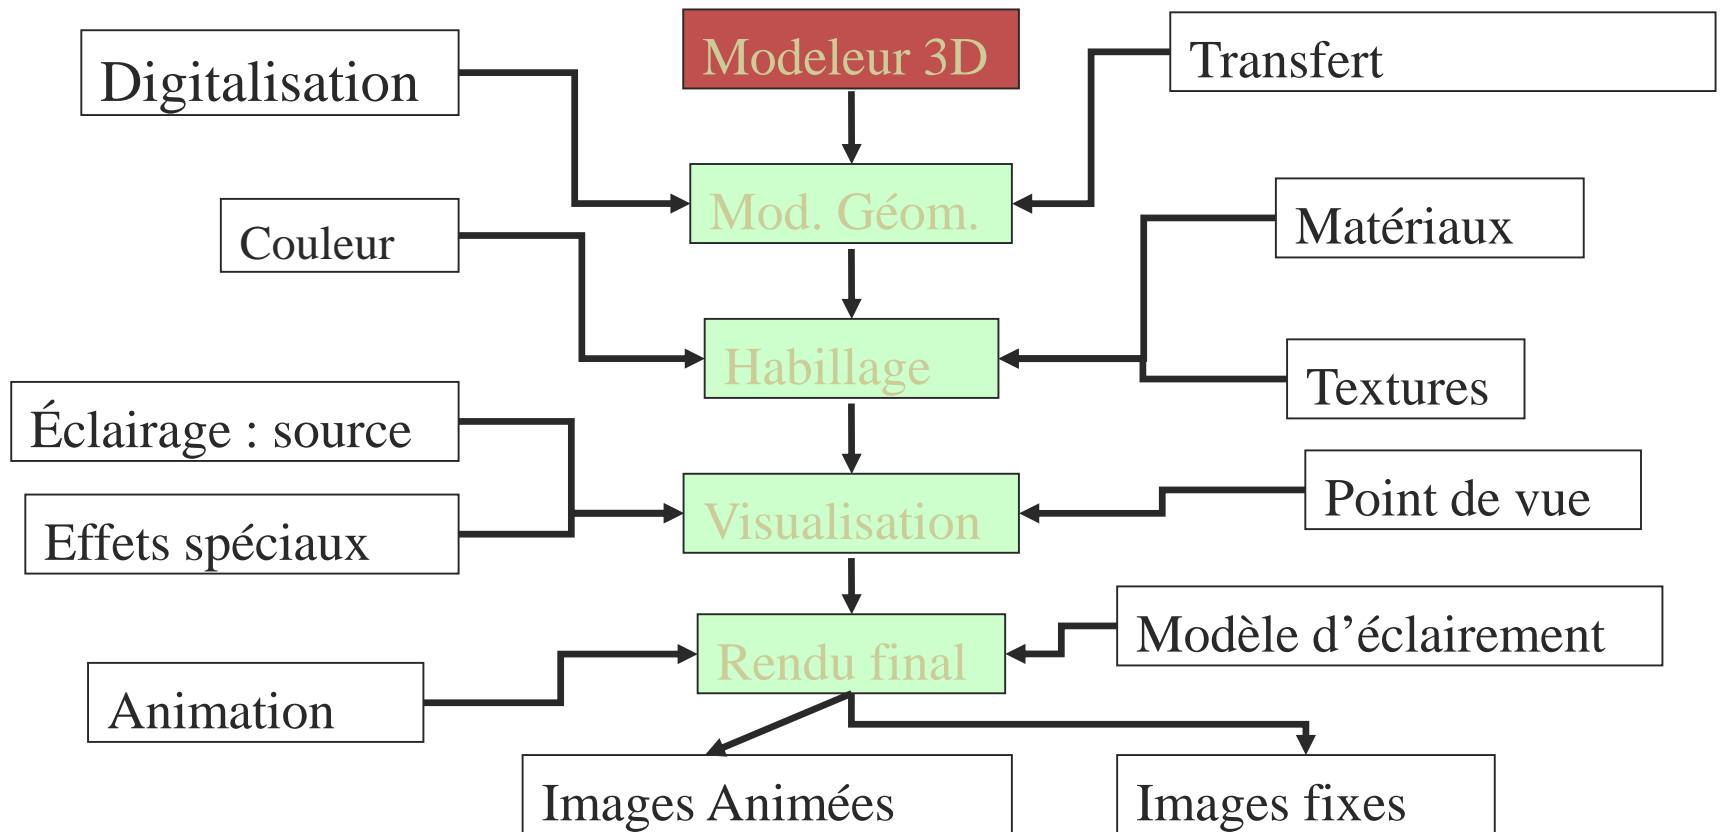 Modeleur 3D
Digitalisation
Transfert
Mod. Géom.
Couleur
Matériaux
Habillage
Textures
Éclairage : source
Point de vue
Visualisation
Effets spéciaux
Modèle d’éclairement
Rendu final
Animation
Images Animées
Images fixes